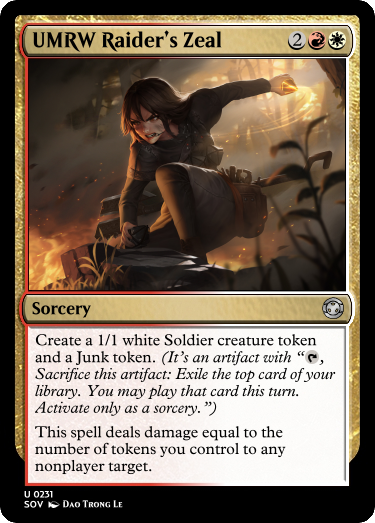 UMRW Raider's Zeal 2
Sorcery
Create a 1/1 white Soldier creature token
and a Junk token. (It's an artifact with “,
Sacrifice this artifact: Exile the top card of your
library. You may play that card this turn.
Activate only as a sorcery.”)
This spell deals damage equal to the
number of tokens you control to any
nonplayer target.
U 0231
SOV Dao Trong Le